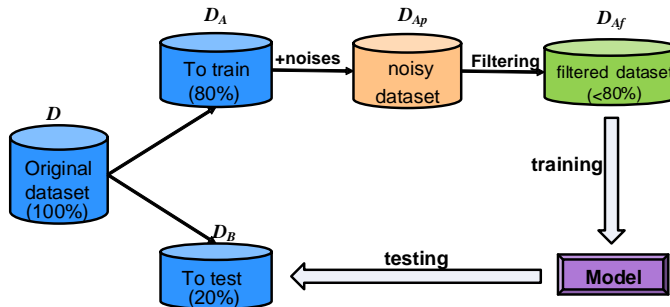 D
Original
dataset
(100%)
D_A
To train
(80%)
+noises
D_Ap
noisy
dataset
Filtering
D_Af
filtered dataset
(<80%)
training
Model
testing
D_B
To test
(20%)